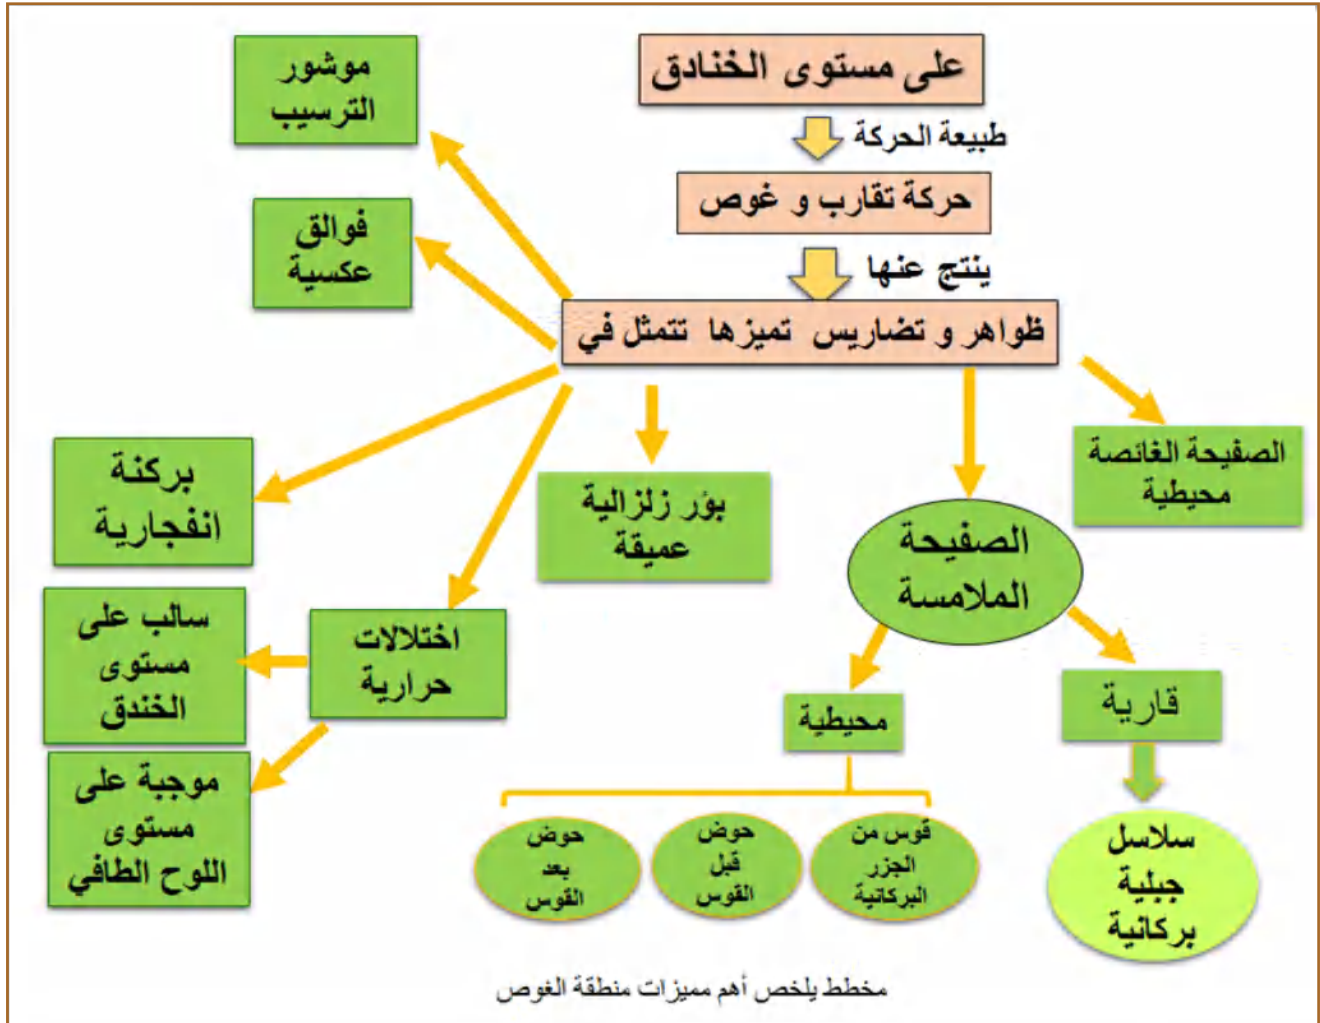 على مستوى الخنادق
طبيعة الحركة
حركة تقارب و غوص
ينتج عنها
ظواهر و تضاريس تميزها تتمثل في
موشور
الترسيب
فوالق
عكسية
بركنة
انفجارية
اختلالات
حرارية
سالب على
مستوى
الخندق
موجبة على
مستوى
اللوح الطافي
بؤر زلزالية
عميقة
الصفيحة
الملامسة
الصفيحة الغائصة
محيطية
قارية
سلاسل
جبلية
بركانية
محيطية
قوس من
الجزر
البركانية
حوض
قبل
القوس
حوض
بعد
القوس
مخطط يلخص أهم مميزات منطقة الغوص